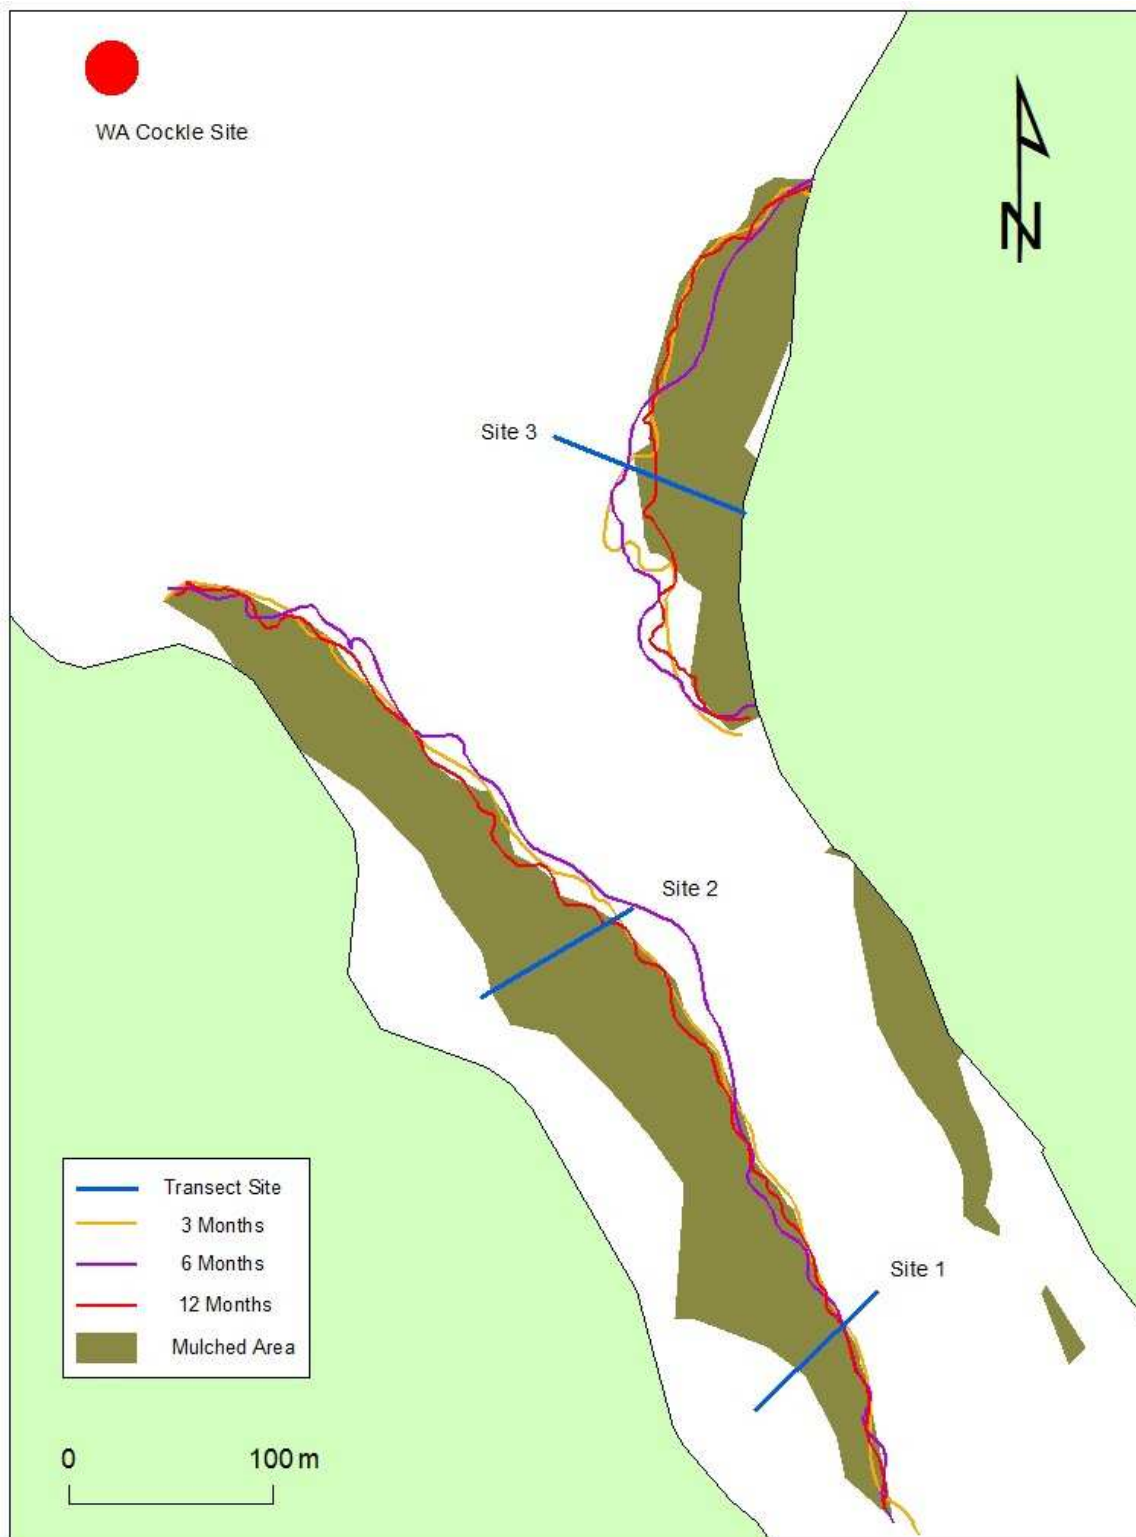 WA Cockle Site
N
Site 3
Site 2
Site 1
Transect Site
3 Months
6 Months
12 Months
Mulched Area
0 100 m